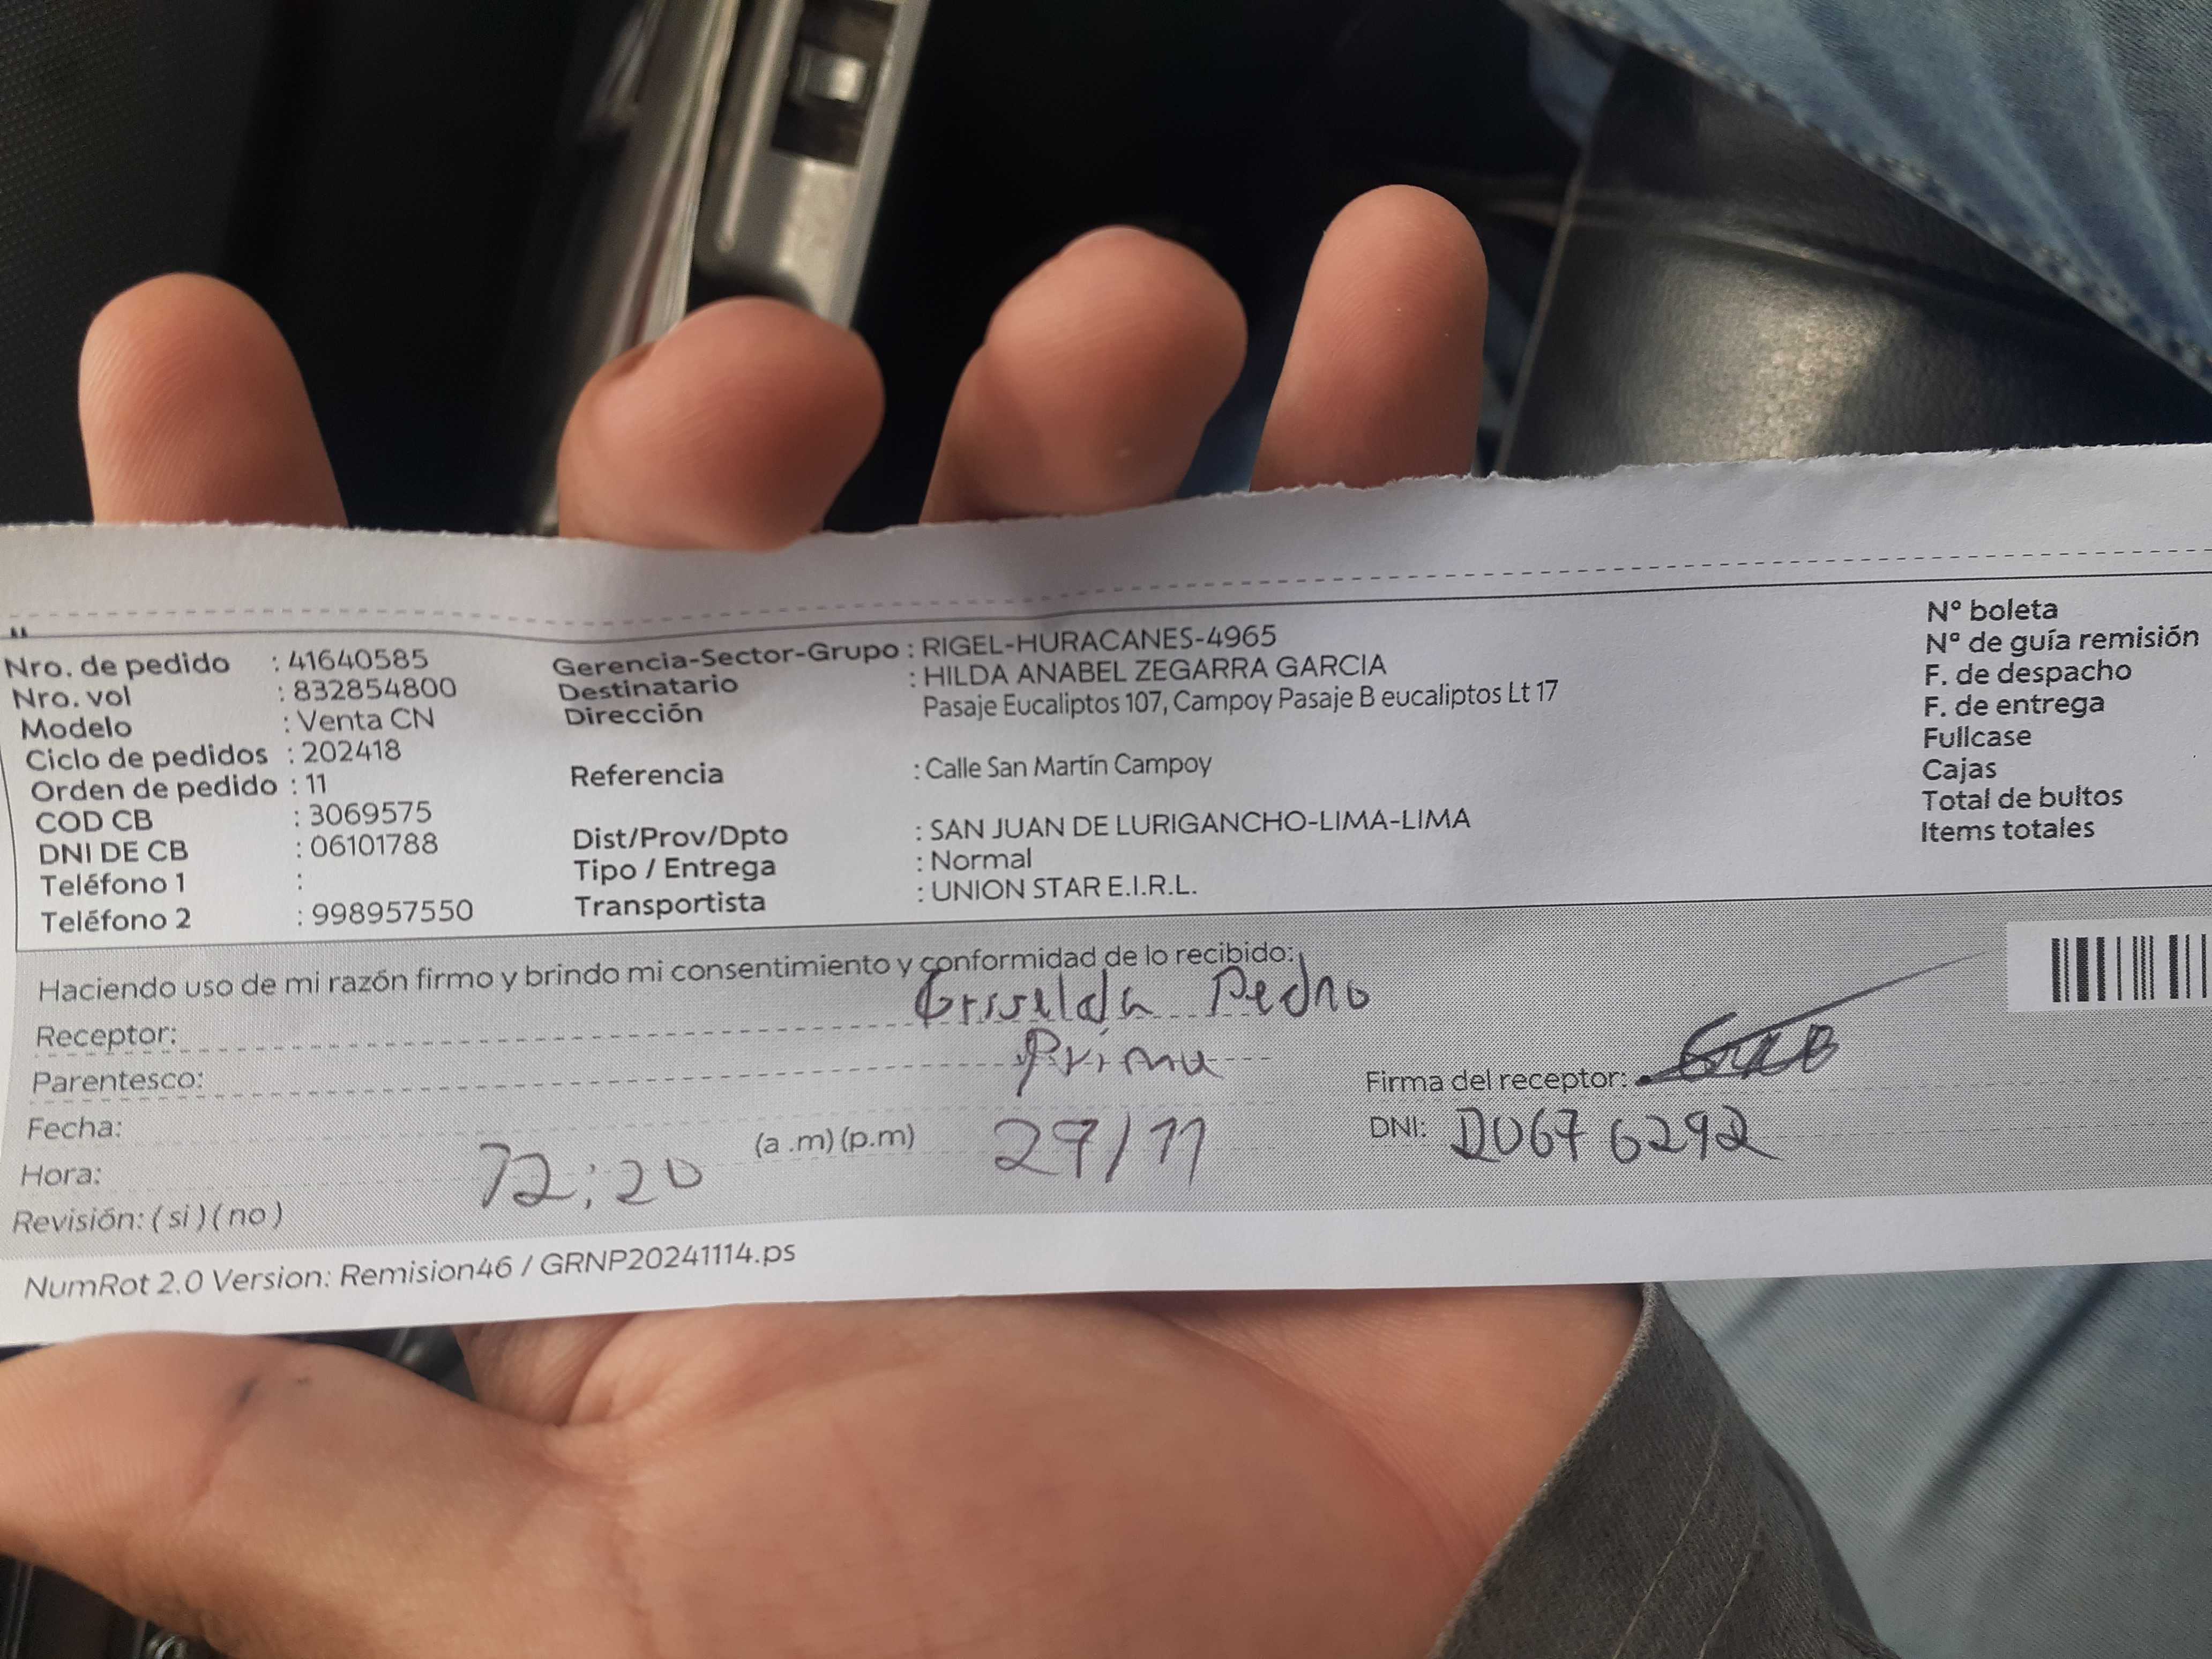 Nro. de pedido : 41640585
Nro. vol : 832854800
Modelo : Venta CN
Ciclo de pedidos : 202418
Orden de pedido : 11
COD CB : 3069575
DNI DE CB : 06101788
Teléfono 1 :
Teléfono 2 : 998957550
Gerencia-Sector-Grupo : RIGEL-HURACANES-4965
Destinatario : HILDA ANABEL ZEGARRA GARCIA
Dirección Pasaje Eucaliptos 107, Campoy Pasaje B eucaliptos Lt 17
Referencia : Calle San Martín Campoy
Dist/Prov/Dpto : SAN JUAN DE LURIGANCHO-LIMA-LIMA
Tipo / Entrega : Normal
Transportista : UNION STAR E.I.R.L.
N° boleta
N° de guía remisión
F. de despacho
F. de entrega
Fullcase
Cajas
Total de bultos
Items totales
Haciendo uso de mi razón firmo y brindo mi consentimiento y conformidad de lo recibido:
Receptor: Griselda Pedro
Parentesco: Prima
Firma del receptor:
Fecha: 27/11
DNI:
Hora: 12:20 (a .m) (p.m)
Revisión: ( si ) ( no )
NumRot 2.0 Version: Remision46 / GRNP20241114.ps